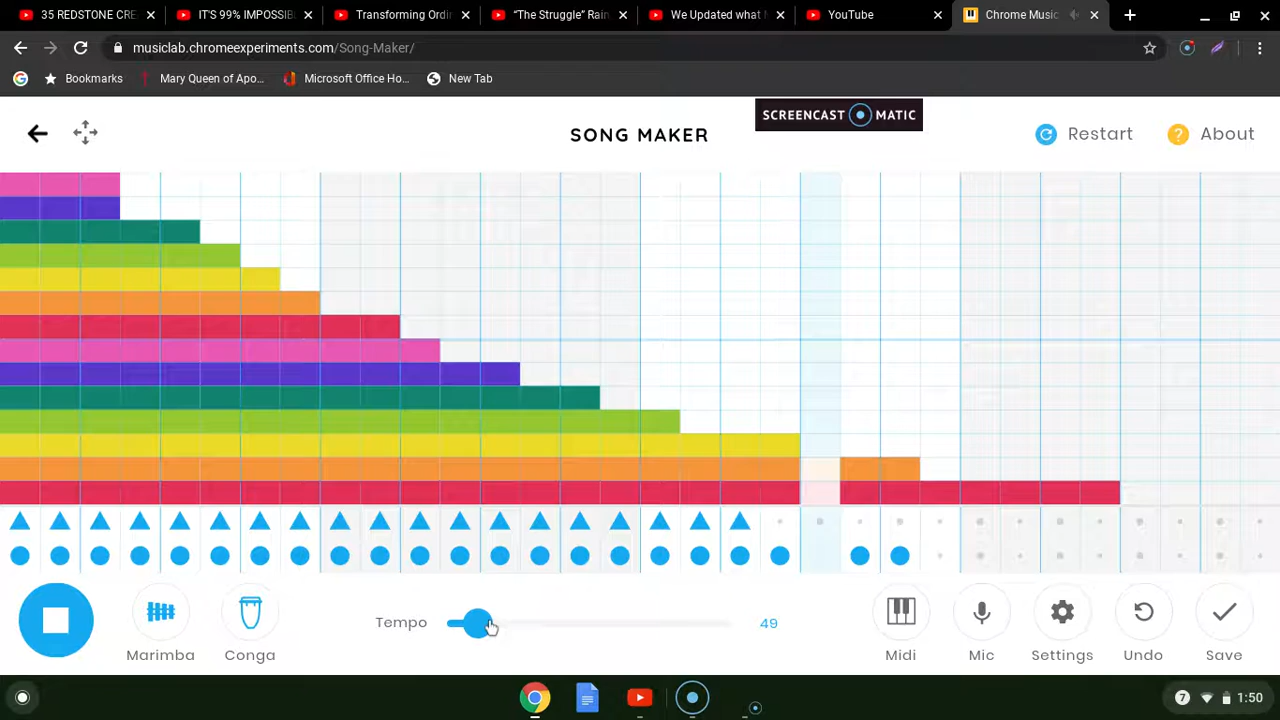 35 REDSTONE CRE
IT'S 99% IMPOSSIB
Transforming Ordi
"The Struggle" Rain
We Updated what M
YouTube
Chrome Music
musiclab.chromeexperiments.com/Song-Maker/
Bookmarks
Mary Queen of Apo...
Microsoft Office Ho...
New Tab
SONG MAKER
SCREENCAST MATIC
Restart
? About
Marimba
Conga
Tempo
49
Midi
Mic
Settings
Undo
Save
7
1:50